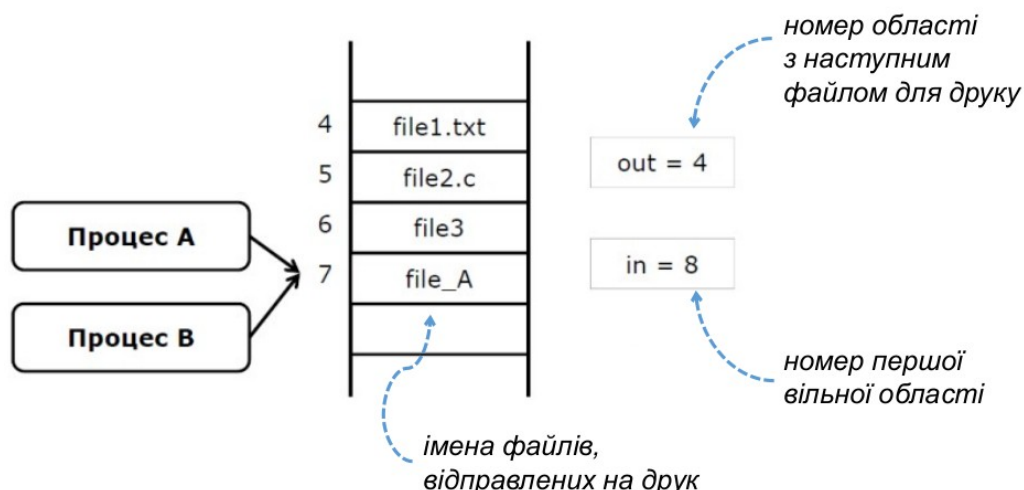 номер області
з наступним
файлом для друку
4
file1.txt
out = 4
5
file2.c
Процес A
6
file3
in = 8
7
file_A
Процес B
номер першої
вільної області
імена файлів,
відправлених на друк